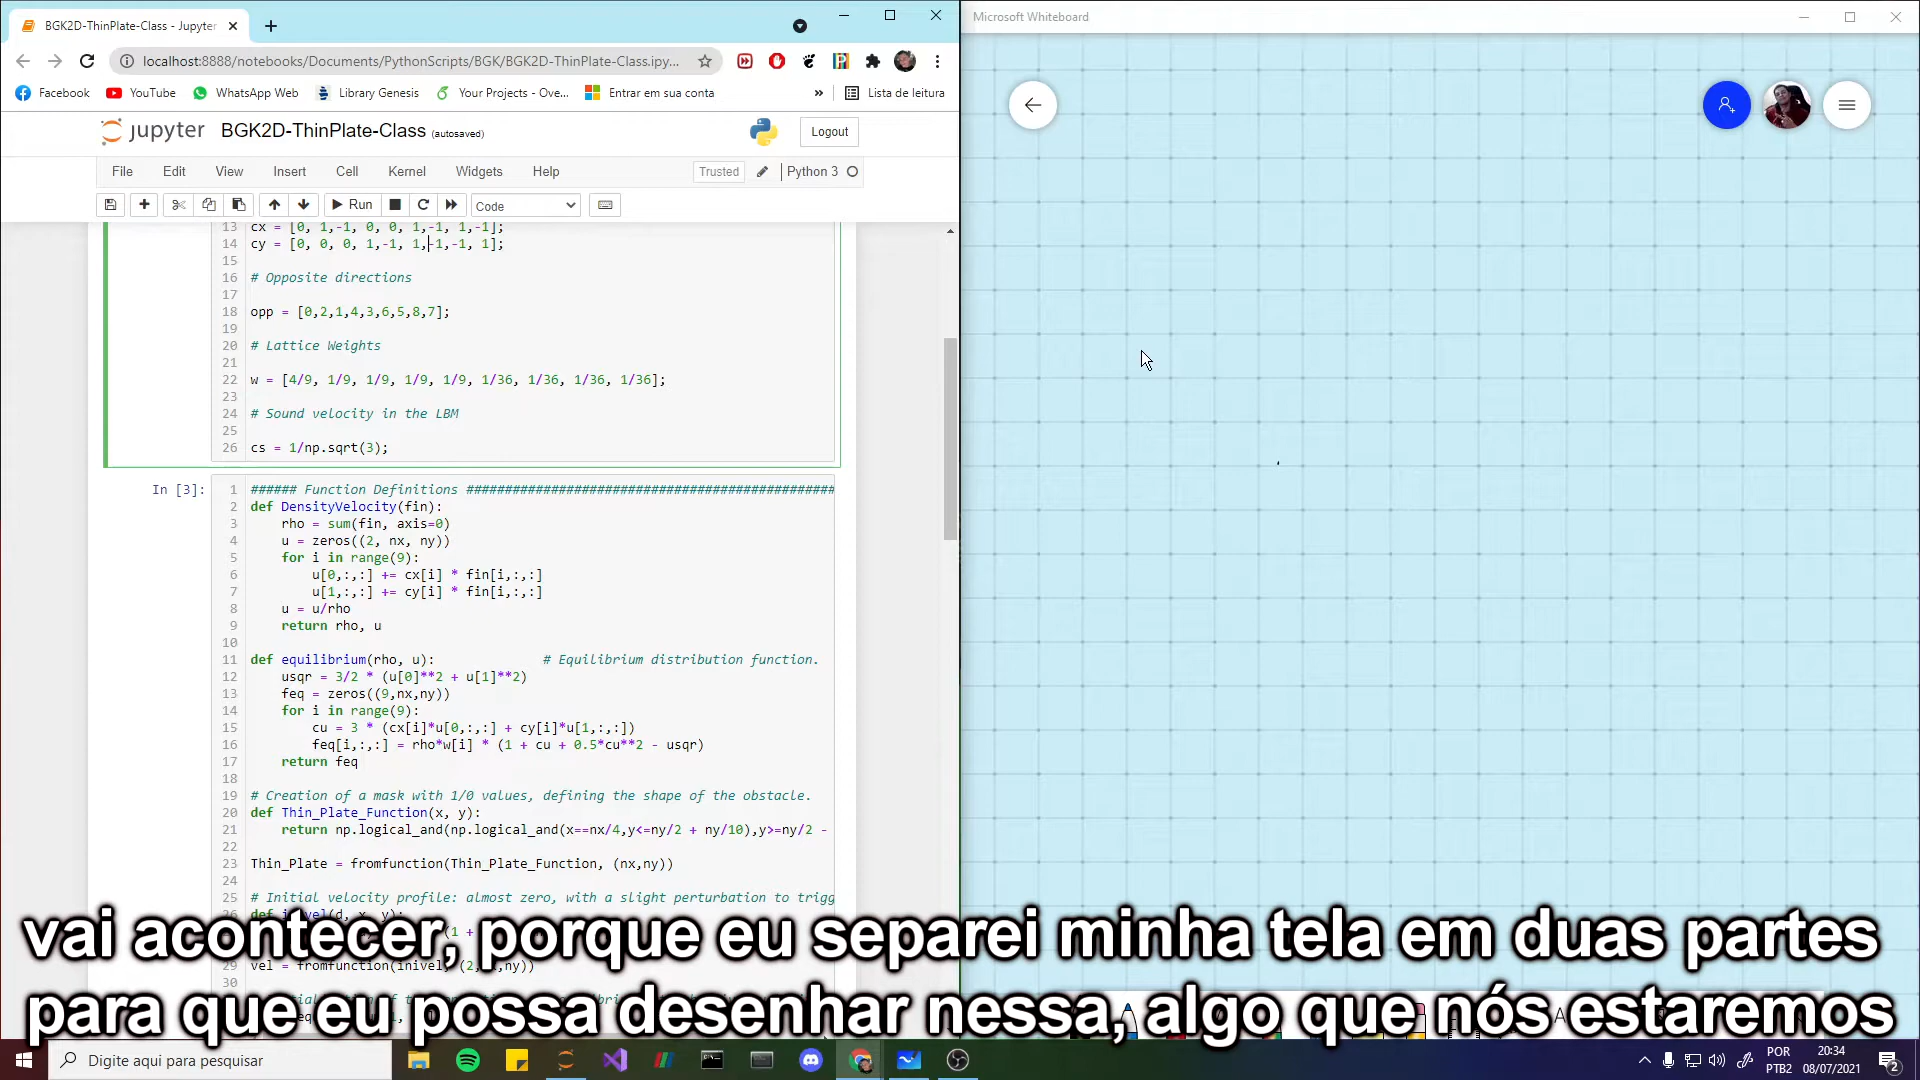 BGK2D-ThinPlate-Class - Jupyter
Microsoft Whiteboard
localhost:8888/notebooks/Documents/PythonScripts/BGK/BGK2D-ThinPlate-Class.ipy...
Facebook YouTube WhatsApp Web Library Genesis Your Projects - Ove... Entrar em sua conta » Lista de leitura
jupyter BGK2D-ThinPlate-Class (autosaved) Logout
File Edit View Insert Cell Kernel Widgets Help Trusted Python 3
Run Code
13 cx = [0, 1,-1, 0, 0, 1,-1, 1,-1];
14 cy = [0, 0, 0, 1,-1, 1,-1,-1, 1];
15
16 # Opposite directions
17
18 opp = [0,2,1,4,3,6,5,8,7];
19
20 # Lattice Weights
21
22 w = [4/9, 1/9, 1/9, 1/9, 1/9, 1/36, 1/36, 1/36, 1/36];
23
24 # Sound velocity in the LBM
25
26 cs = 1/np.sqrt(3);
In [3]: 1 ###### Function Definitions ################################################
2 def DensityVelocity(fin):
3 rho = sum(fin, axis=0)
4 u = zeros((2, nx, ny))
5 for i in range(9):
6 u[0,:,:] += cx[i] * fin[i,:,:]
7 u[1,:,:] += cy[i] * fin[i,:,:]
8 u = u/rho
9 return rho, u
10
11 def equilibrium(rho, u): # Equilibrium distribution function.
12 usqr = 3/2 * (u[0]**2 + u[1]**2)
13 feq = zeros((9,nx,ny))
14 for i in range(9):
15 cu = 3 * (cx[i]*u[0,:,:] + cy[i]*u[1,:,:])
16 feq[i,:,:] = rho*w[i] * (1 + cu + 0.5*cu**2 - usqr)
17 return feq
18
19 # Creation of a mask with 1/0 values, defining the shape of the obstacle.
20 def Thin_Plate_Function(x, y):
21 return np.logical_and(np.logical_and(x==nx/4,y<=ny/2 + ny/10),y>=ny/2 -
22
23 Thin_Plate = fromfunction(Thin_Plate_Function, (nx,ny))
24
25 # Initial velocity profile: almost zero, with a slight perturbation to trigg
vai acontecer, porque eu separei minha tela em duas partes
29 vel = fromfunction(inivel, (2,
30
para que eu possa desenhar nessa, algo que nós estaremos
Digite aqui para pesquisar
POR
PTB2
20:34
08/07/2021
2